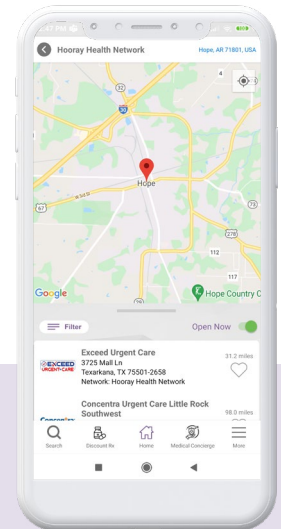 Hooray Health Network
Hope, AR 71801, USA
4
32
30
Hope
W 3rd St
67
73
278
112
117
Google
Hope Country C
Filter
Open Now
EXCEED
URGENT-CARE
Exceed Urgent Care
3725 Mall Ln
Texarkana, TX 75501-2658
Network: Hooray Health Network
31.2 miles
Concentra Urgent Care Little Rock
Southwest
98.0 miles
Search
Discount Rx
Home
Medical Concierge
More